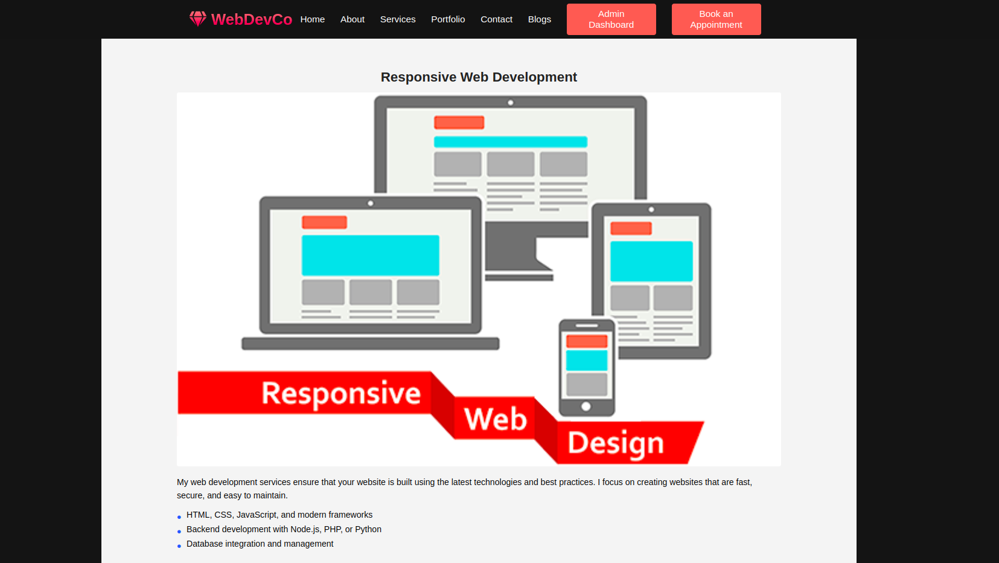 WebDevCo Home About Services Portfolio Contact Blogs
Admin
Dashboard
Book an
Appointment
Responsive Web Development
Responsive
Web
Design
My web development services ensure that your website is built using the latest technologies and best practices. I focus on creating websites that are fast,
secure, and easy to maintain.
HTML, CSS, JavaScript, and modern frameworks
Backend development with Node.js, PHP, or Python
Database integration and management